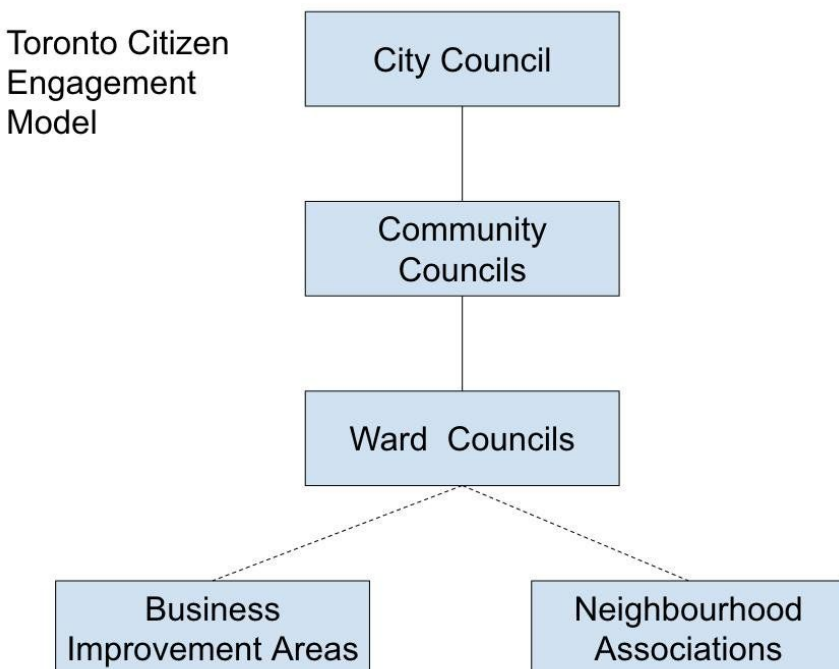 Toronto Citizen
Engagement
Model
City Council
Community
Councils
Ward Councils
Business
Improvement Areas
Neighbourhood
Associations